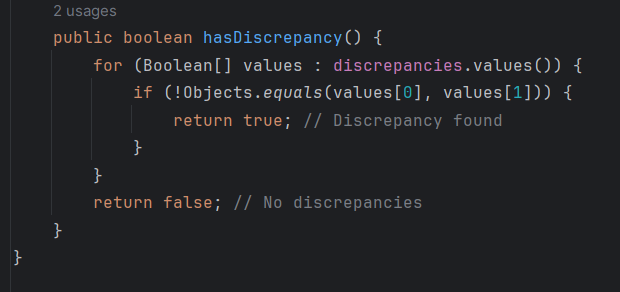 2 usages
public boolean hasDiscrepancy() {
for (Boolean[] values : discrepancies.values()) {
if (!Objects.equals(values[0], values[1])) {
return true; // Discrepancy found
}
}
return false; // No discrepancies
}
}